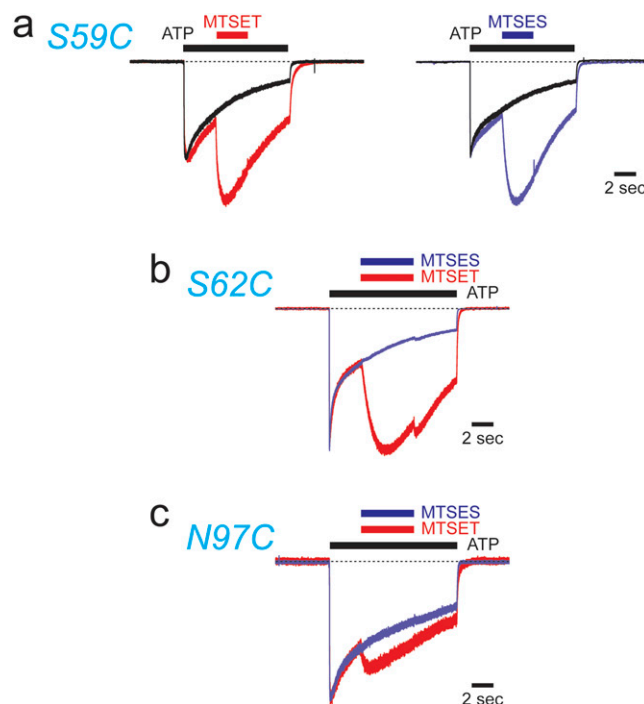 a S59C
ATP MTSET
ATP MTSES
2 sec
b S62C
MTSES
MTSET
ATP
2 sec
c N97C
MTSES
MTSET
ATP
2 sec